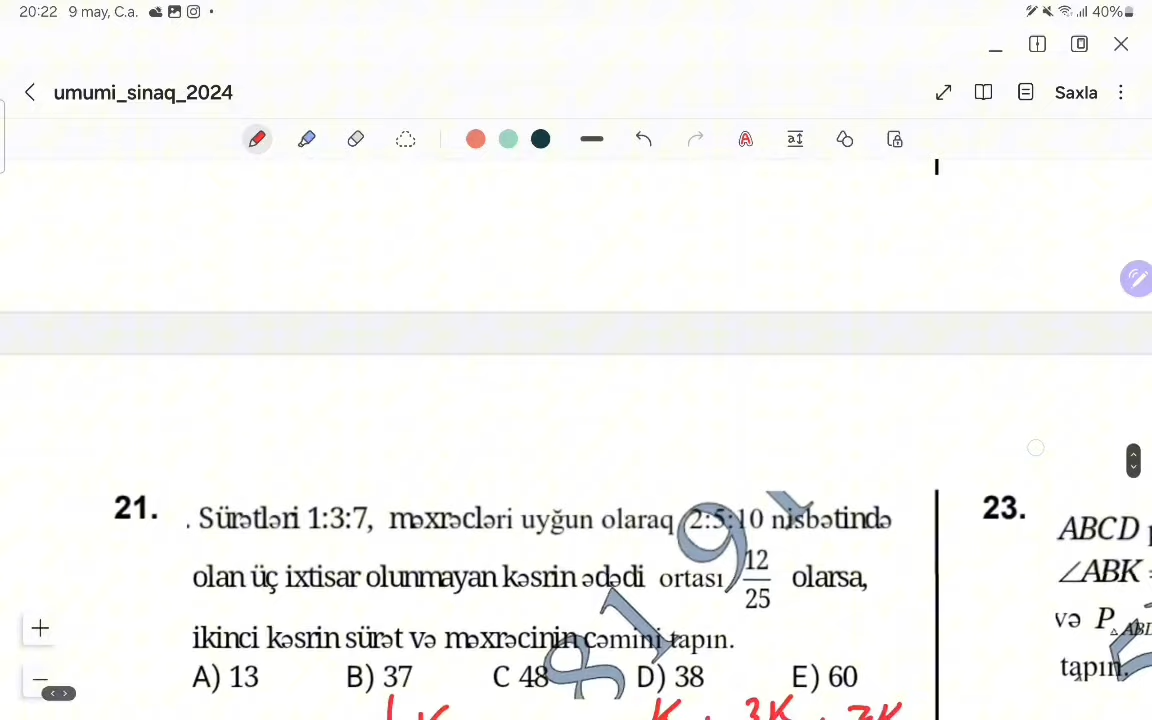 20:22 9 may, C.a. 40%
umumi_sinaq_2024
Saxla
21. . Sürətləri 1:3:7, məxrəcləri uyğun olaraq 2:5:10 nisbətində
olan üç ixtisar olunmayan kəsrin ədədi ortası 12/25 olarsa,
ikinci kəsrin sürət və məxrəcinin cəmini tapın.
A) 13 B) 37 C 48 D) 38 E) 60
23.
ABCD
∠ABK =
və P△ABD
tapın.